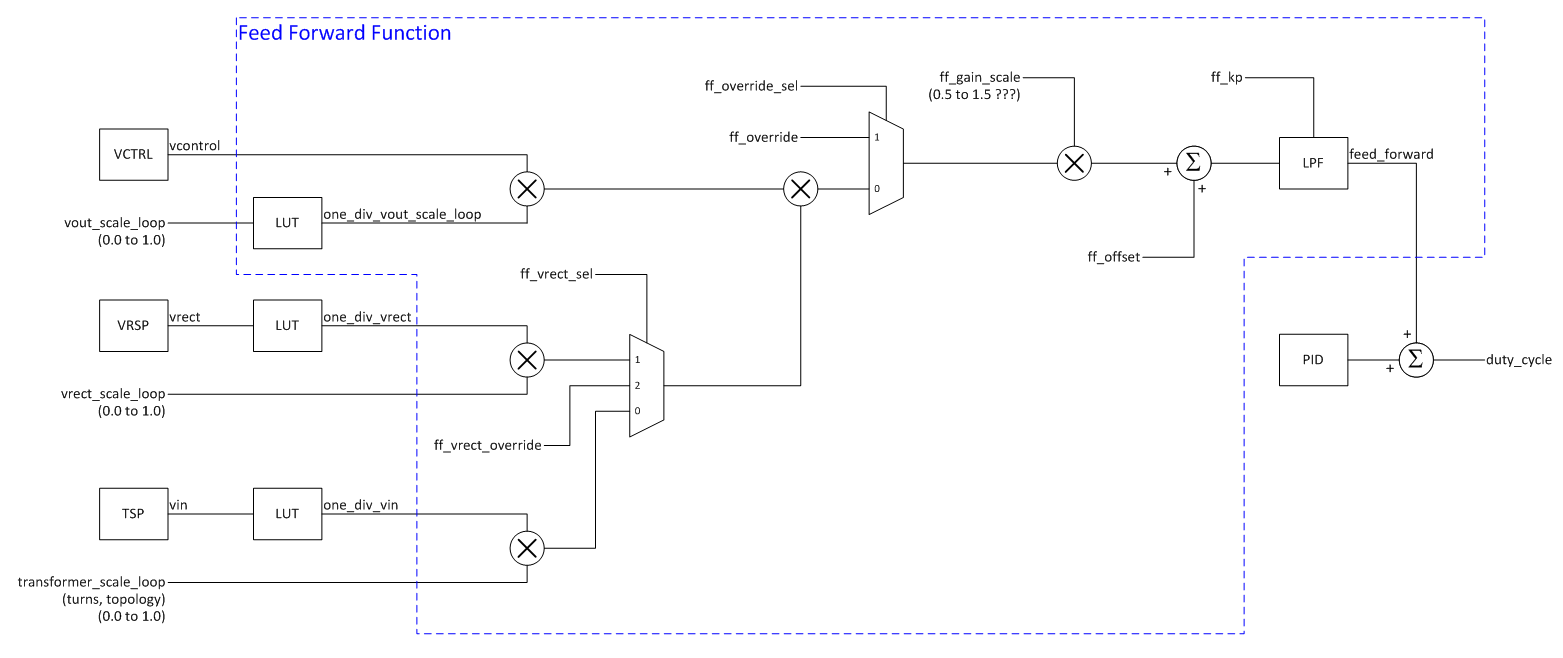 Feed Forward Function
ff_override_sel
ff_gain_scale
(0.5 to 1.5 ???)
ff_kp
ff_override
1
0
VCTRL
vcontrol
LPF
feed_forward
Σ
+
+
vout_scale_loop
(0.0 to 1.0)
LUT
one_div_vout_scale_loop
ff_offset
ff_vrect_sel
VRSP
vrect
LUT
one_div_vrect
1
2
0
vrect_scale_loop
(0.0 to 1.0)
ff_vrect_override
PID
+
+
Σ
duty_cycle
TSP
vin
LUT
one_div_vin
transformer_scale_loop
(turns, topology)
(0.0 to 1.0)